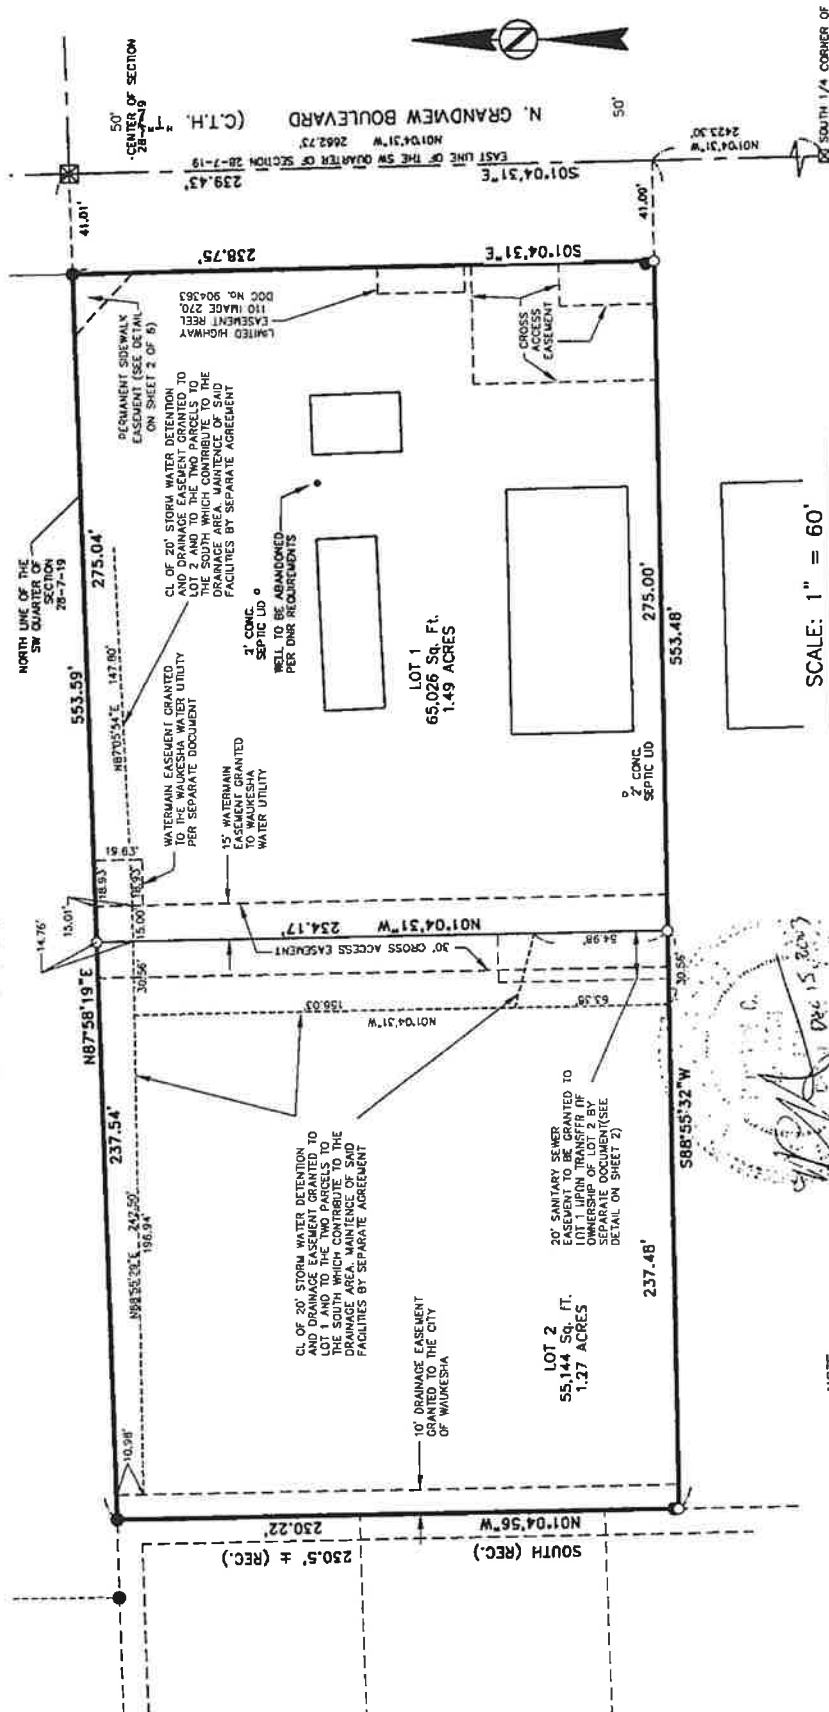 50'
CENTER OF SECTION
28-7-19
N. GRANDVIEW BOULEVARD (C.T.H. "T"
50'
EAST LINE OF THE SW QUARTER OF SECTION 28-7-19
N01°04'31"W 2662.73'
239.43'
S01°04'31"E
N01°04'31"W
2423.30'
SOUTH 1/4 CORNER OF
41.01'
41.00'
238.75'
S01°04'31"E
NORTH LINE OF THE
SW QUARTER OF
SECTION
28-7-19
553.59'
275.04'
N87°58'19"E
237.54'
PERMANENT SIDEWALK
EASEMENT (SEE DETAIL
ON SHEET 2 OF 6)
LIMITED HIGHWAY
EASEMENT REEL
110 IMAGE 270,
DOC No. 904363
CROSS
ACCESS
EASEMENT
CL OF 20' STORM WATER DETENTION
AND DRAINAGE EASEMENT GRANTED TO
LOT 2 AND TO THE TWO PARCELS TO
THE SOUTH WHICH CONTRIBUTE TO THE
DRAINAGE AREA. MAINTENCE OF SAID
FACILITIES BY SEPARATE AGREEMENT
N87°05'54"E 147.80'
2' CONC.
SEPTIC LID
WELL TO BE ABANDONED
PER DNR REQUIREMENTS
WATERMAIN EASEMENT GRANTED
TO THE WAUKESHA WATER UTILITY
PER SEPARATE DOCUMENT
15' WATERMAIN
EASEMENT GRANTED
TO WAUKESHA
WATER UTILITY
LOT 1
65,026 Sq. Ft.
1.49 ACRES
2' CONC.
SEPTIC LID
275.00'
553.48'
SCALE: 1" = 60'
14.76'
15.01'
18.93'
18.93'
15.00'
30.56'
N01°04'31"W 234.17'
30' CROSS ACCESS EASEMENT
54.98'
N01°04'31"W
156.03'
63.38'
30.56'
N88°55'29"E 242.50'
196.94'
10.98'
CL OF 20' STORM WATER DETENTION
AND DRAINAGE EASEMENT GRANTED TO
LOT 1 AND TO THE TWO PARCELS TO
THE SOUTH WHICH CONTRIBUTE TO THE
DRAINAGE AREA. MAINTENCE OF SAID
FACILITIES BY SEPARATE AGREEMENT
20' SANITARY SEWER
EASEMENT TO BE GRANTED TO
LOT 1 UPON TRANSFER OF
OWNERSHIP OF LOT 2 BY
SEPARATE DOCUMENT(SEE
DETAIL ON SHEET 2)
10' DRAINAGE EASEMENT
GRANTED TO THE CITY
OF WAUKESHA
LOT 2
55,144 Sq. FT.
1.27 ACRES
237.48'
S88°55'32"W
DEC 15, 2003
N01°04'56"W 230.22'
SOUTH (REC.) 230.5' ± (REC.)
NOTE